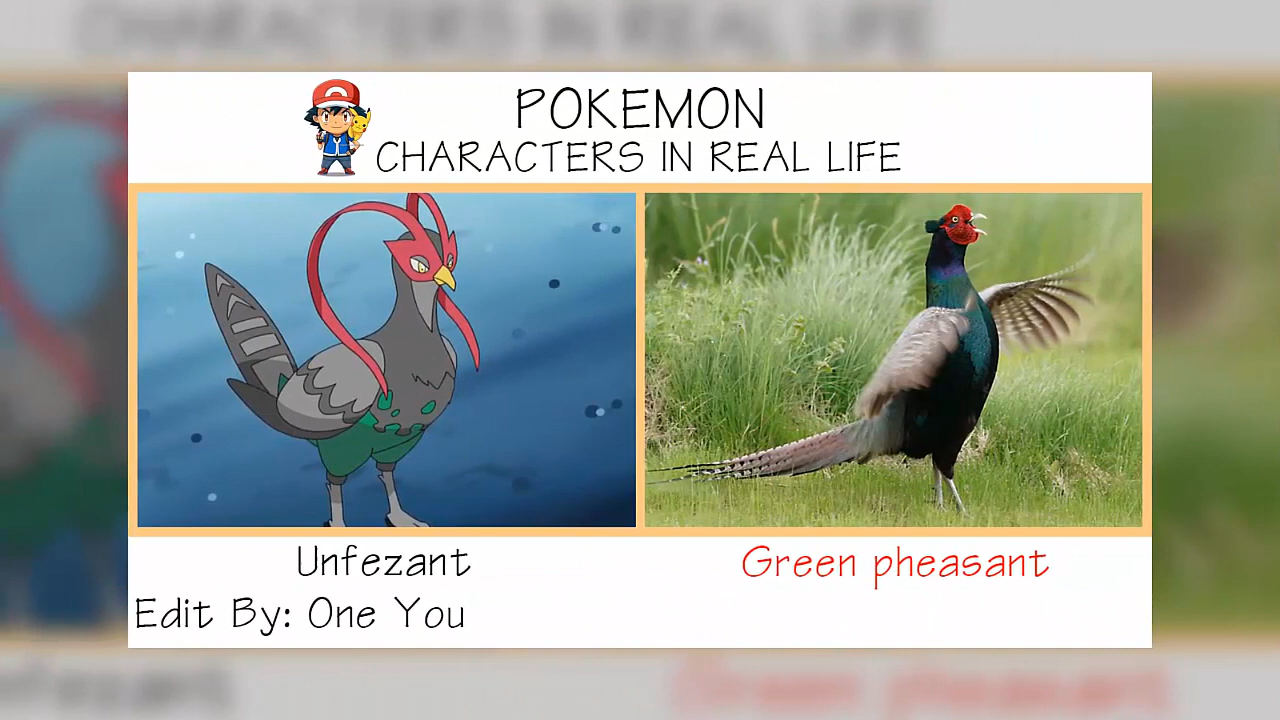 POKEMON
CHARACTERS IN REAL LIFE
Unfezant
Green pheasant
Edit By: One You